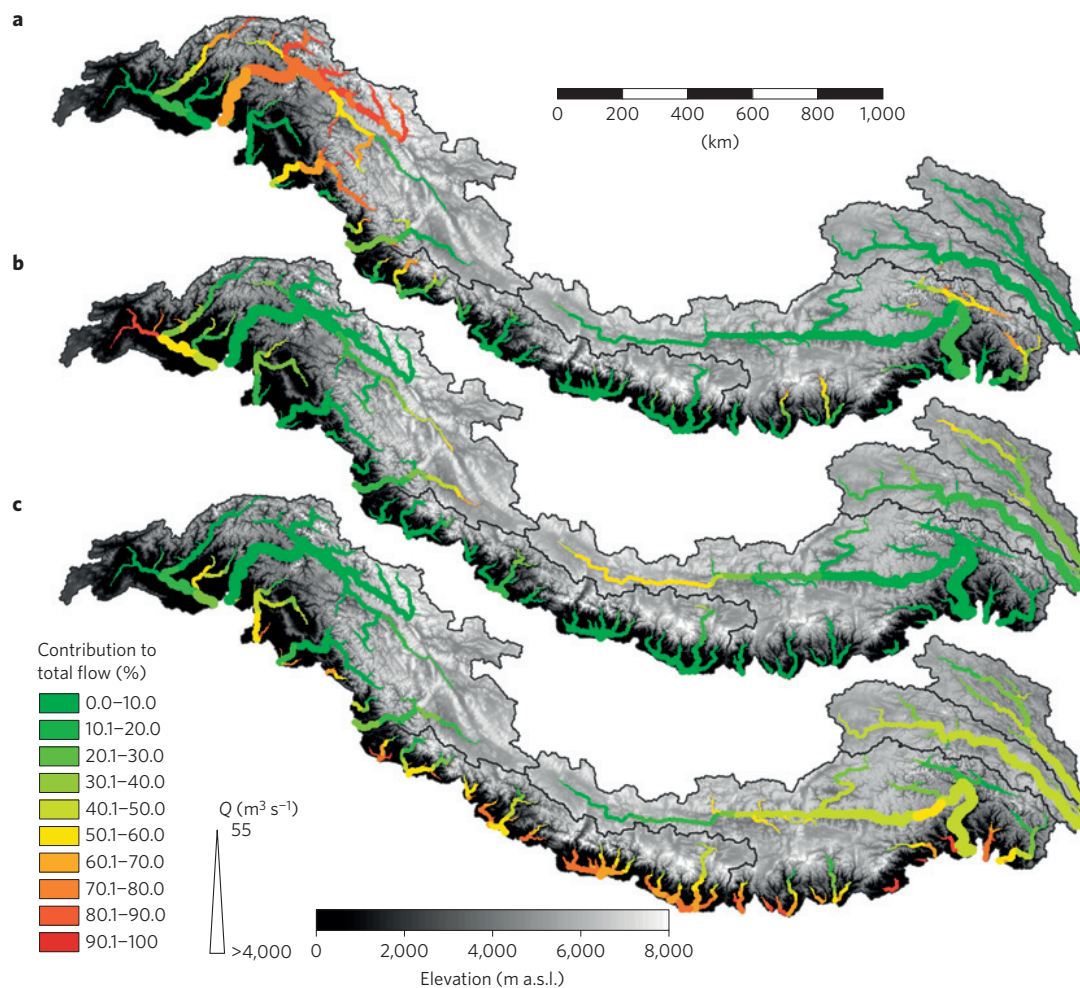 a
0 200 400 600 800 1,000
(km)
b
c
Contribution to
total flow (%)
0.0–10.0
10.1–20.0
20.1–30.0
30.1–40.0
40.1–50.0
50.1–60.0
60.1–70.0
70.1–80.0
80.1–90.0
90.1–100
Q (m³ s⁻¹)
55
>4,000
0 2,000 4,000 6,000 8,000
Elevation (m a.s.l.)